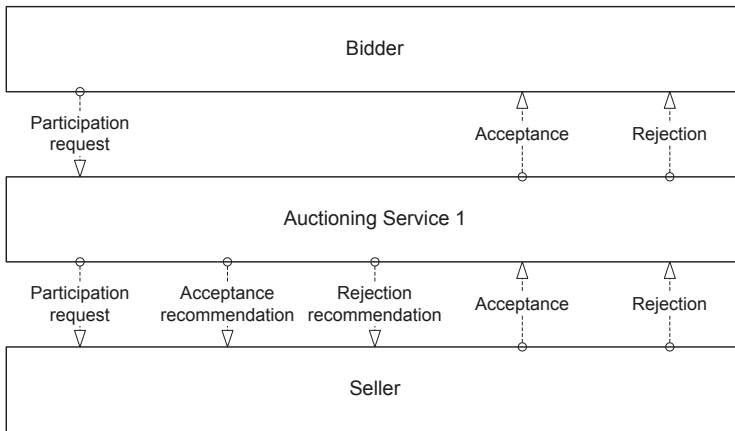 Bidder
Participation
request
Acceptance
Rejection
Auctioning Service 1
Participation
request
Acceptance
recommendation
Rejection
recommendation
Acceptance
Rejection
Seller